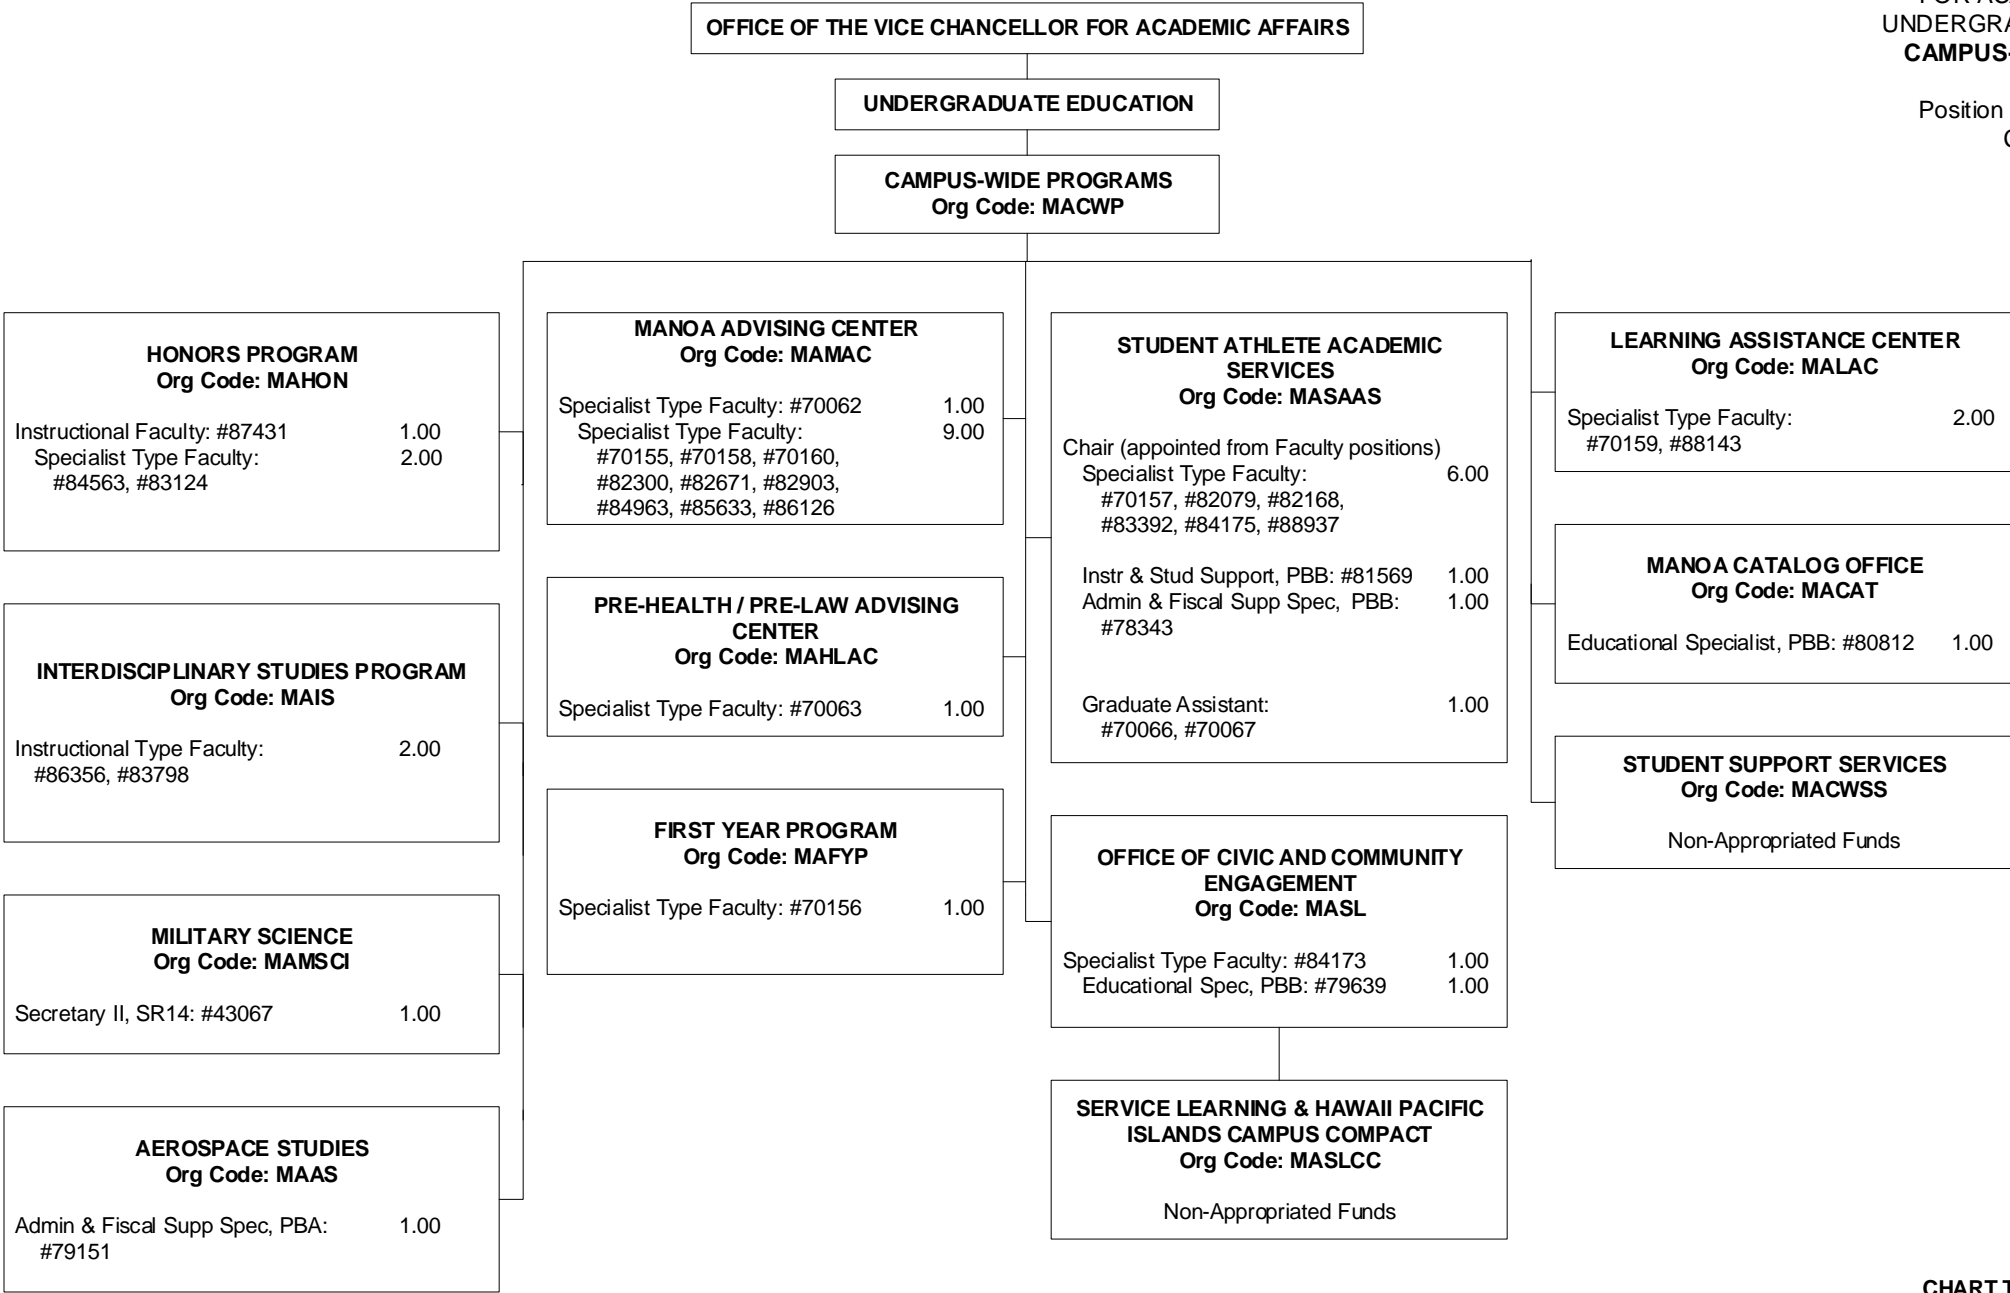 OFFICE OF THE VICE CHANCELLOR FOR ACADEMIC AFFAIRS
UNDERGRADUATE EDUCATION
CAMPUS-WIDE PROGRAMS
Org Code: MACWP
UNDERGRA
CAMPUS-
Position
HONORS PROGRAM
Org Code: MAHON
Instructional Faculty: #87431 1.00
Specialist Type Faculty: 2.00
#84563, #83124
INTERDISCIPLINARY STUDIES PROGRAM
Org Code: MAIS
Instructional Type Faculty: 2.00
#86356, #83798
MILITARY SCIENCE
Org Code: MAMSCI
Secretary II, SR14: #43067 1.00
AEROSPACE STUDIES
Org Code: MAAS
Admin & Fiscal Supp Spec, PBA: 1.00
#79151
MANOA ADVISING CENTER
Org Code: MAMAC
Specialist Type Faculty: #70062 1.00
Specialist Type Faculty: 9.00
#70155, #70158, #70160,
#82300, #82671, #82903,
#84963, #85633, #86126
PRE-HEALTH / PRE-LAW ADVISING
CENTER
Org Code: MAHLAC
Specialist Type Faculty: #70063 1.00
FIRST YEAR PROGRAM
Org Code: MAFYP
Specialist Type Faculty: #70156 1.00
STUDENT ATHLETE ACADEMIC
SERVICES
Org Code: MASAAS
Chair (appointed from Faculty positions)
Specialist Type Faculty: 6.00
#70157, #82079, #82168,
#83392, #84175, #88937
Instr & Stud Support, PBB: #81569 1.00
Admin & Fiscal Supp Spec, PBB: 1.00
#78343
Graduate Assistant: 1.00
#70066, #70067
OFFICE OF CIVIC AND COMMUNITY
ENGAGEMENT
Org Code: MASL
Specialist Type Faculty: #84173 1.00
Educational Spec, PBB: #79639 1.00
SERVICE LEARNING & HAWAII PACIFIC
ISLANDS CAMPUS COMPACT
Org Code: MASLCC
Non-Appropriated Funds
LEARNING ASSISTANCE CENTER
Org Code: MALAC
Specialist Type Faculty: 2.00
#70159, #88143
MANOA CATALOG OFFICE
Org Code: MACAT
Educational Specialist, PBB: #80812 1.00
STUDENT SUPPORT SERVICES
Org Code: MACWSS
Non-Appropriated Funds
CHART T